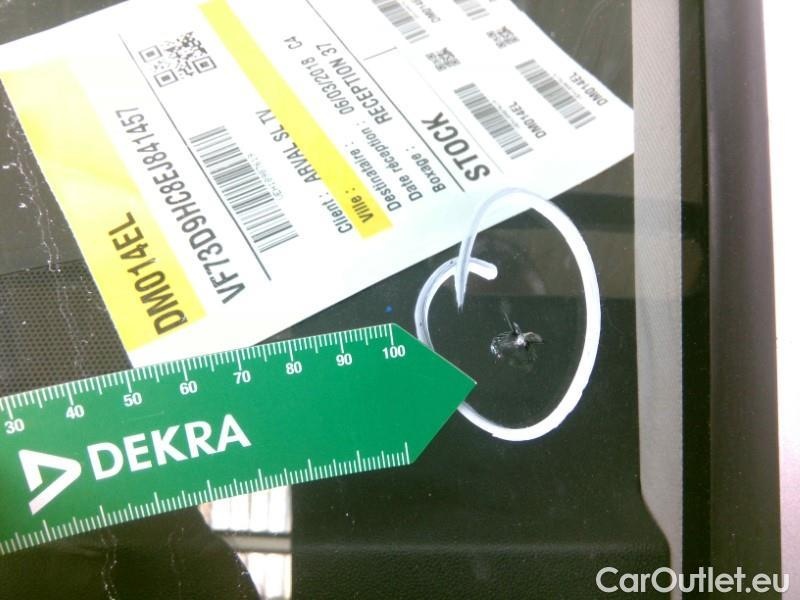 DM014EL
VF73D9HC8EJ841457
Client : ARVAL SL TV
Ville :
Destinataire :
Date réception : 06/03/2018 C4
Boxage : RECEPTION 37
STOCK
DM014EL
DM014EL
DM014EL
30 40 50 60 70 80 90 100
DEKRA
CarOutlet.eu